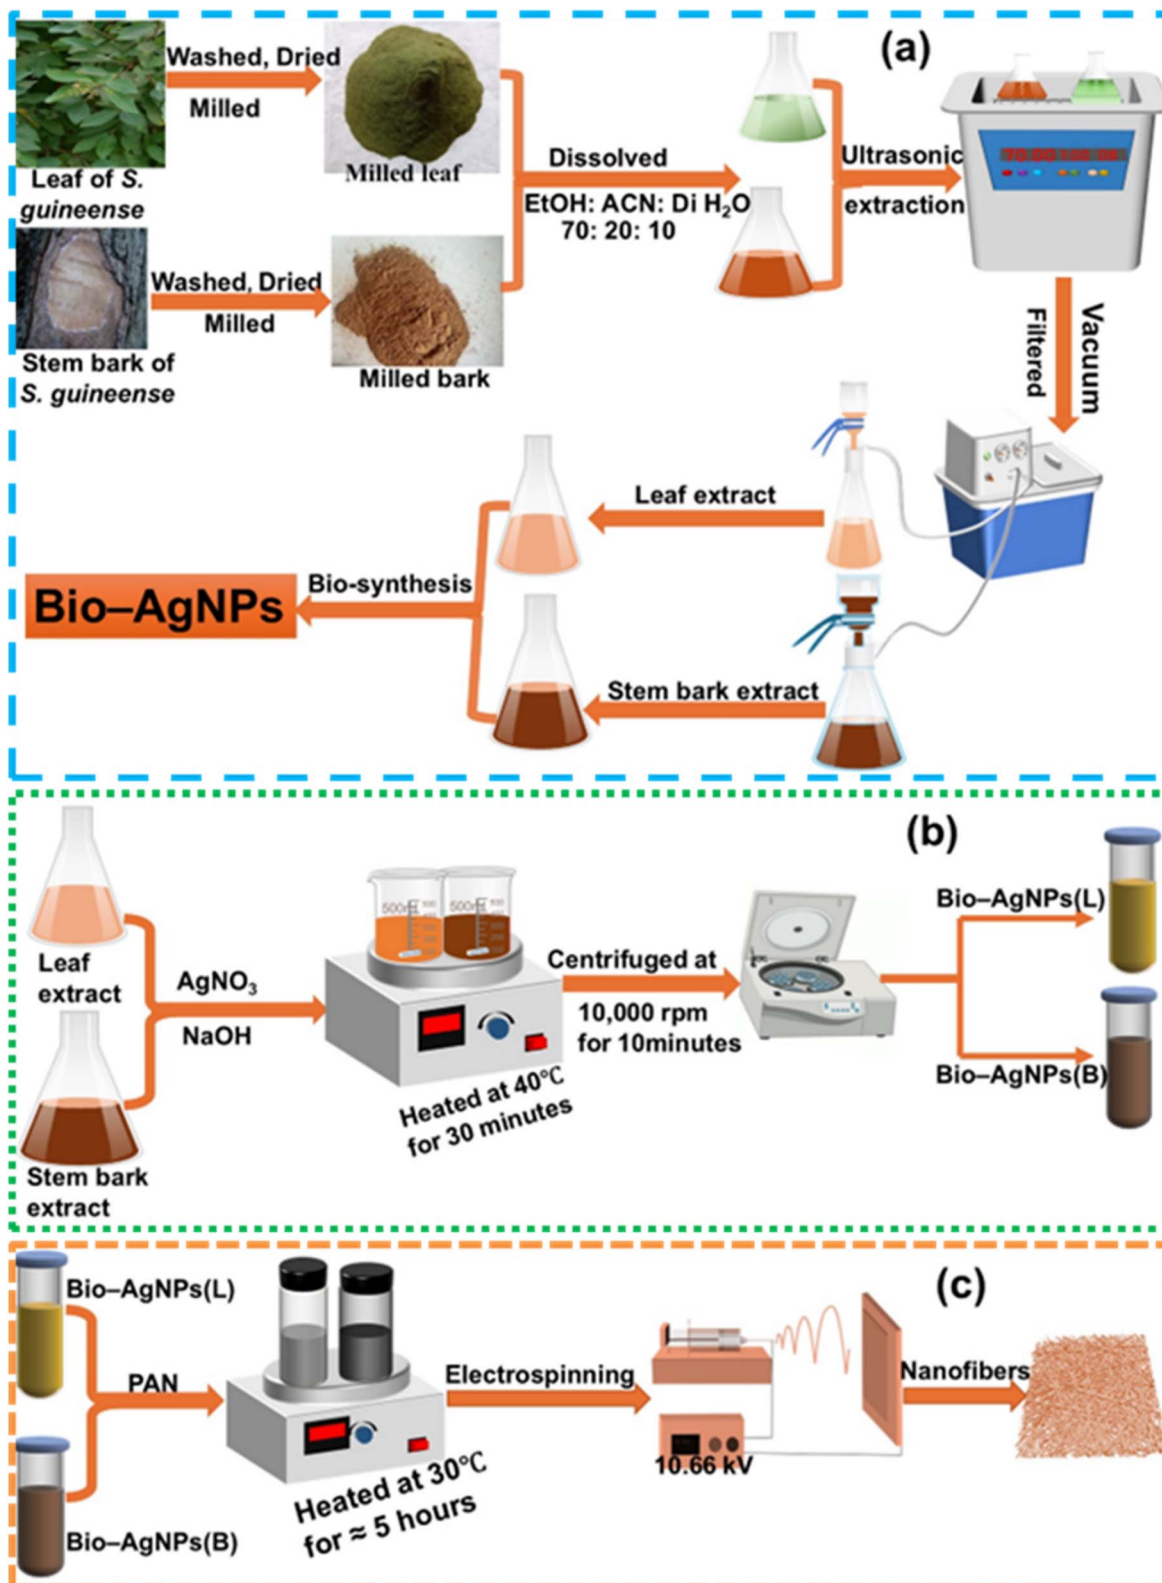 (a)
Washed, Dried
Milled
Leaf of S.
guineense
Milled leaf
Dissolved
EtOH: ACN: Di H₂O
70: 20: 10
Ultrasonic
extraction
Washed, Dried
Milled
Stem bark of
S. guineense
Milled bark
Vacuum
Filtered
Leaf extract
Bio-synthesis
Bio–AgNPs
Stem bark extract
(b)
Leaf
extract
AgNO₃
NaOH
Stem bark
extract
500m
Heated at 40℃
for 30 minutes
Centrifuged at
10,000 rpm
for 10minutes
Bio–AgNPs(L)
Bio–AgNPs(B)
(c)
Bio–AgNPs(L)
PAN
Bio–AgNPs(B)
Heated at 30℃
for ≈ 5 hours
Electrospinning
10.66 kV
Nanofibers